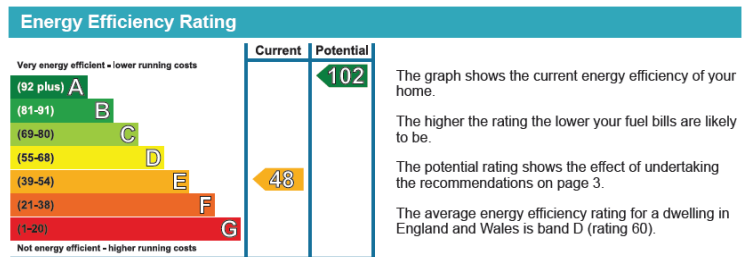 Energy Efficiency Rating
Current Potential
Very energy efficient - lower running costs
(92 plus) A
102
(81-91) B
(69-80) C
(55-68) D
(39-54) E
48
(21-38) F
(1-20) G
Not energy efficient - higher running costs
The graph shows the current energy efficiency of your
home.
The higher the rating the lower your fuel bills are likely
to be.
The potential rating shows the effect of undertaking
the recommendations on page 3.
The average energy efficiency rating for a dwelling in
England and Wales is band D (rating 60).